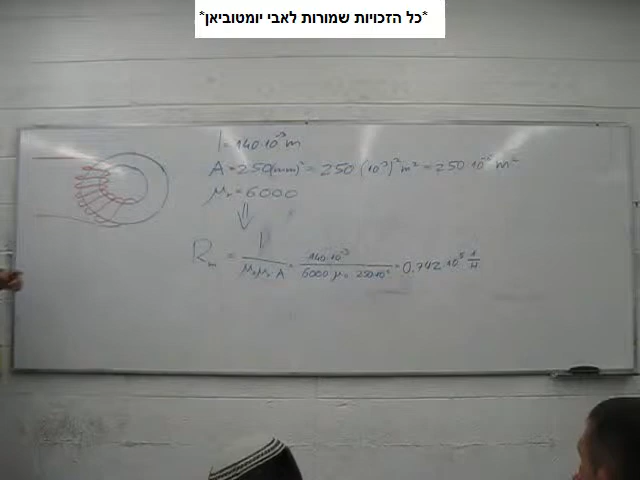 *כל הזכויות שמורות לאבי יומטוביאן*
l = 140·10⁻³ m
A = 250(mm)² = 250 (10⁻³)² m² = 250·10⁻⁶ m²
μr = 6000
⇓
Rm = l / (μ₀μr·A) = 140·10⁻³ / (6000 μ₀ · 250·10⁻⁶) = 0.742·10⁵ 1/H